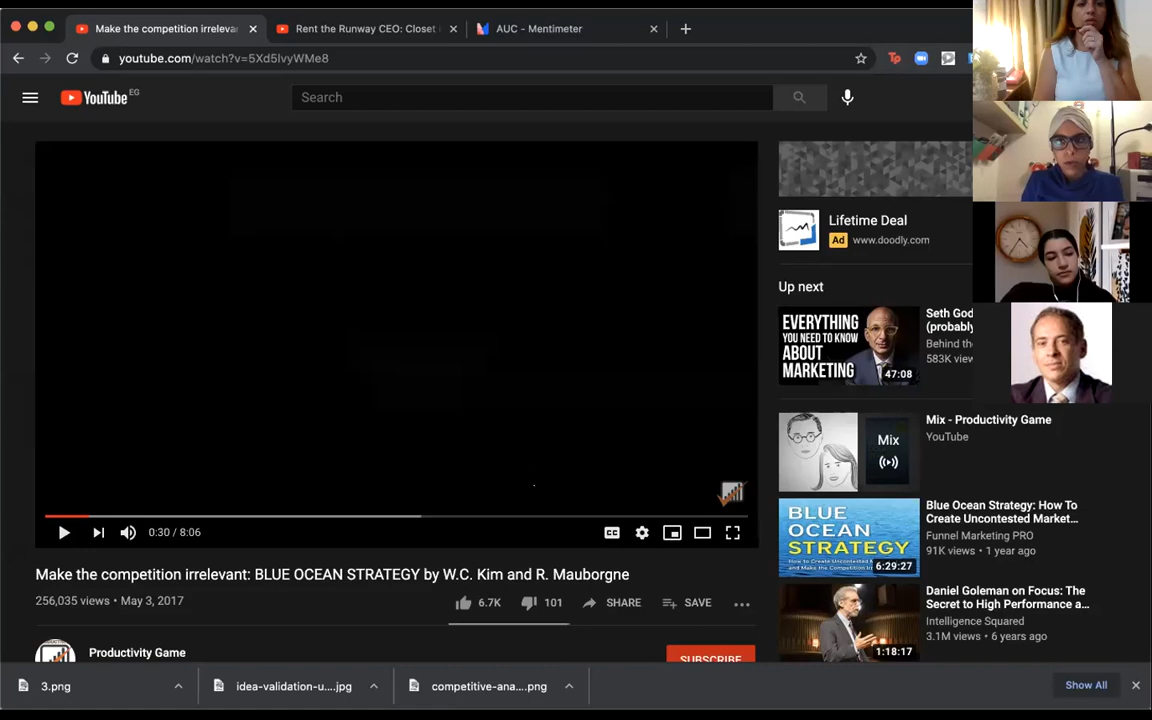 Make the competition irreleva
Rent the Runway CEO: Closet
AUC - Mentimeter
youtube.com/watch?v=5Xd5lvyWMe8
Tp
YouTube EG
Search
Lifetime Deal
Ad www.doodly.com
Up next
EVERYTHING
YOU NEED TO KNOW
ABOUT
MARKETING
47:08
Seth God
(probably
Behind the
583K view
Mix
Mix - Productivity Game
YouTube
BLUE
OCEAN
STRATEGY
6:29:27
Blue Ocean Strategy: How To
Create Uncontested Market...
Funnel Marketing PRO
91K views • 1 year ago
Daniel Goleman on Focus: The
Secret to High Performance a...
Intelligence Squared
3.1M views • 6 years ago
1:18:17
0:30 / 8:06
CC
Make the competition irrelevant: BLUE OCEAN STRATEGY by W.C. Kim and R. Mauborgne
256,035 views • May 3, 2017
6.7K
101
SHARE
SAVE
Productivity Game
SUBSCRIBE
3.png
idea-validation-u....jpg
competitive-ana....png
Show All